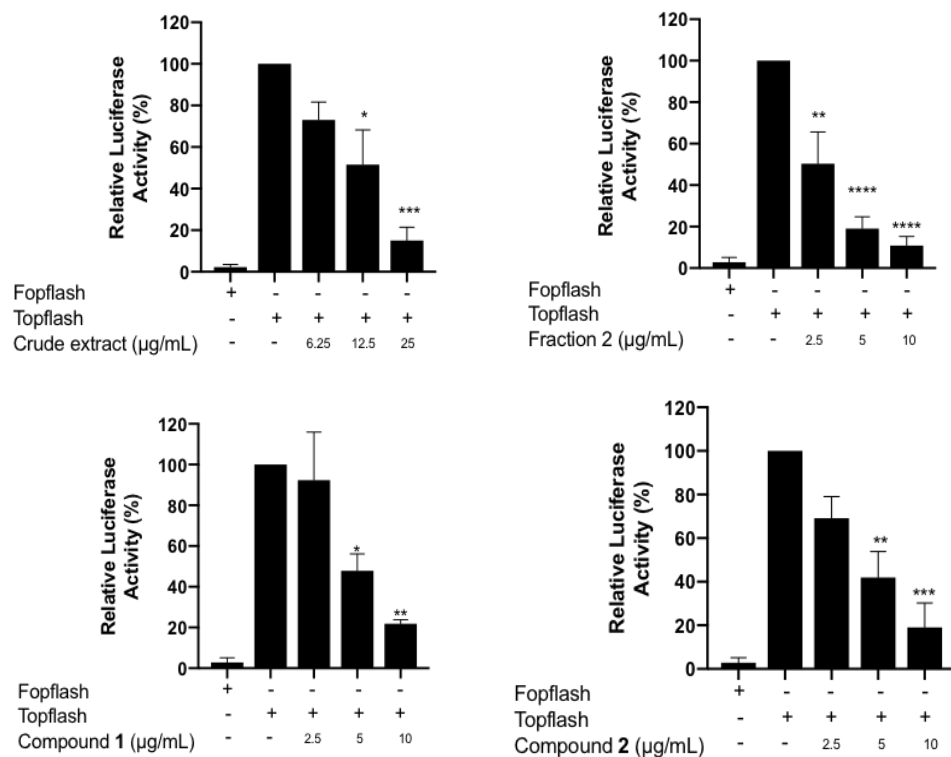 120
100
80
60
40
20
0
Relative Luciferase
Activity (%)
*
***
Fopflash + - - - -
Topflash - + + + +
Crude extract (µg/mL) - - 6.25 12.5 25
120
100
80
60
40
20
0
Relative Luciferase
Activity (%)
**
****
****
Fopflash + - - - -
Topflash - + + + +
Fraction 2 (µg/mL) - - 2.5 5 10
120
100
80
60
40
20
0
Relative Luciferase
Activity (%)
*
**
Fopflash + - - - -
Topflash - + + + +
Compound 1 (µg/mL) - - 2.5 5 10
120
100
80
60
40
20
0
Relative Luciferase
Activity (%)
**
***
Fopflash + - - - -
Topflash - + + + +
Compound 2 (µg/mL) - - 2.5 5 10